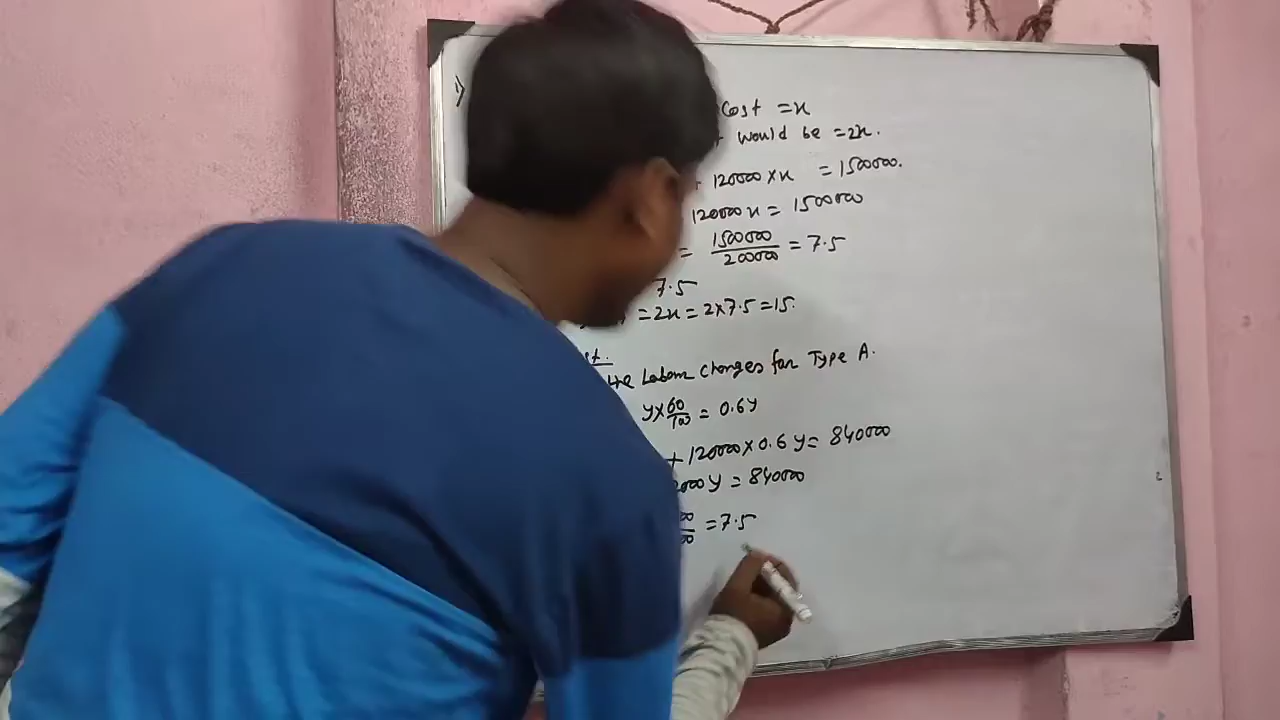 1)
Cost = x
would be = 2x.
120000 × x = 1500000.
120000 x = 1500000
= 1500000/200000 = 7.5
7.5
= 2x = 2×7.5 = 15.
the Labour charges for Type A.
y × 60/100 = 0.6y
+ 120000 × 0.6 y = 840000
y = 840000
= 7.5